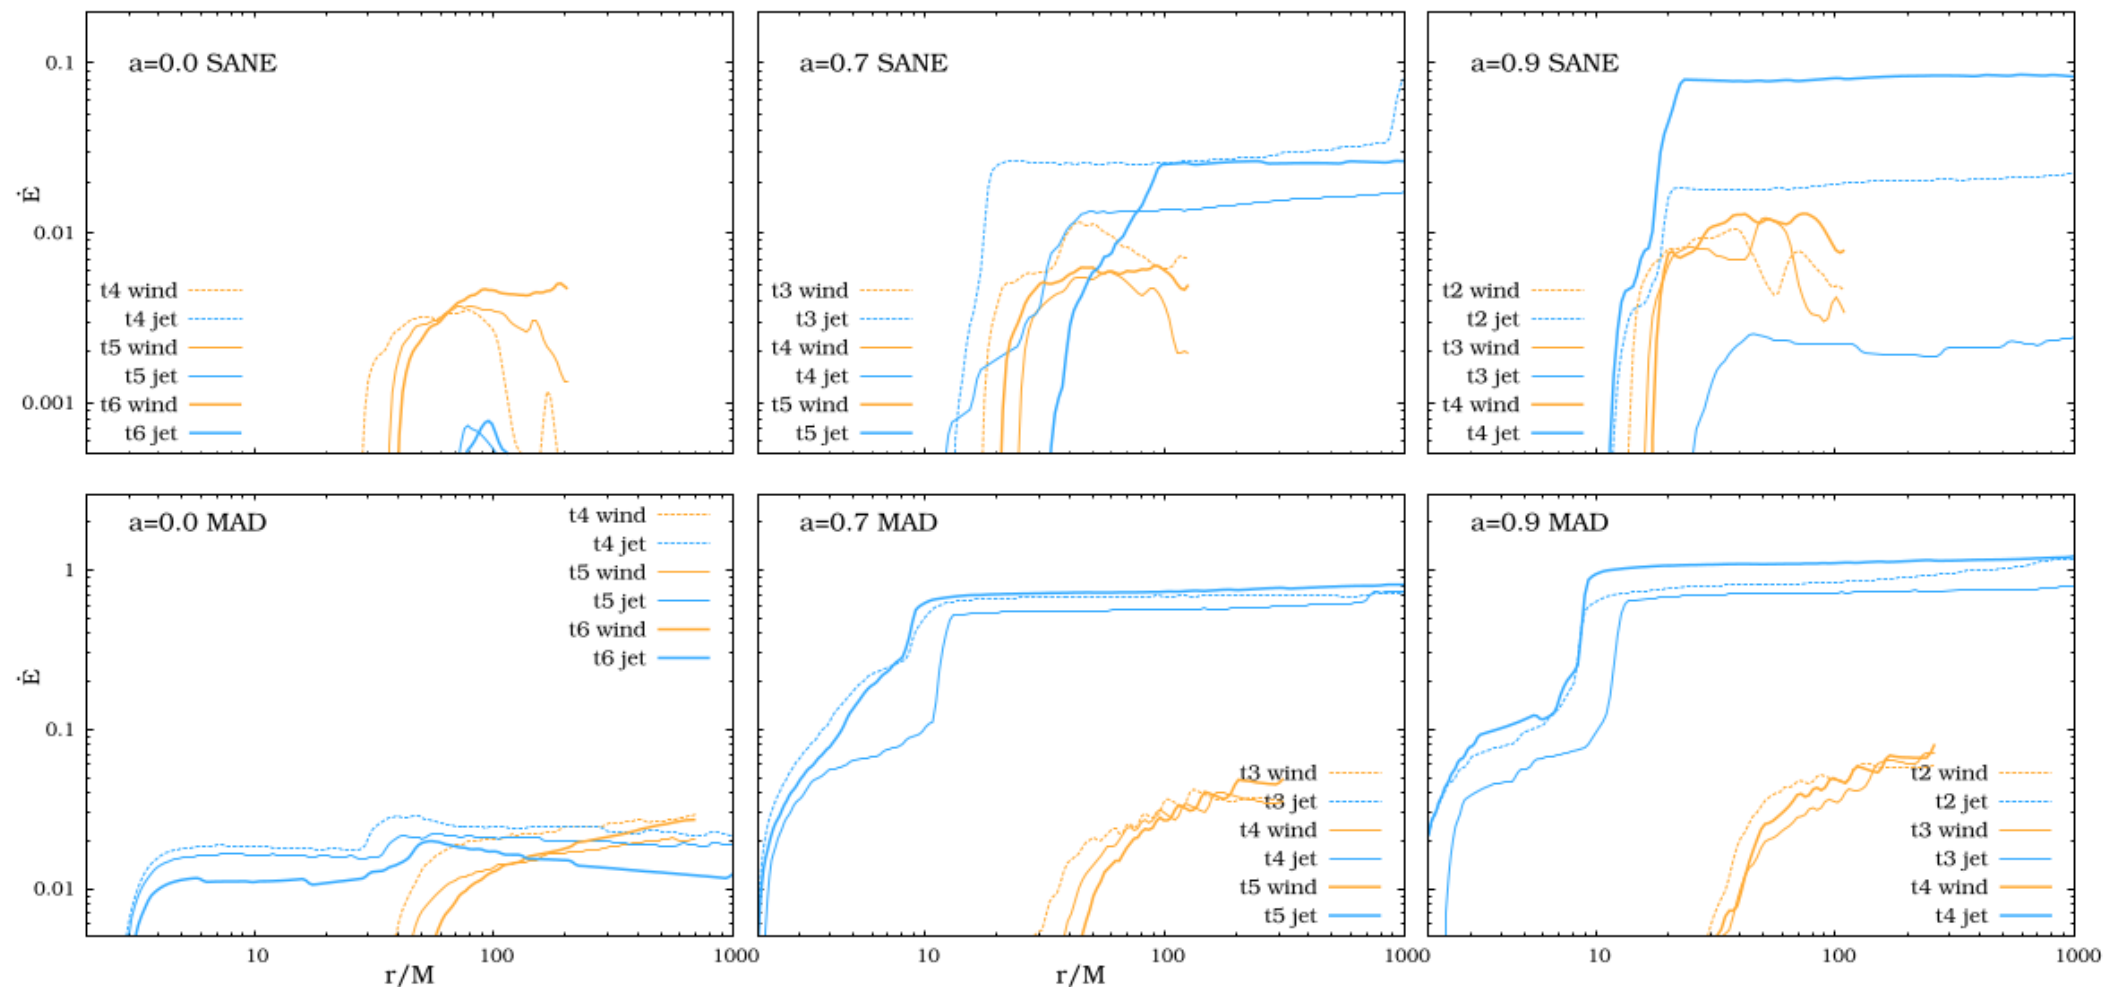 a=0.0 SANE
a=0.7 SANE
a=0.9 SANE
0.1
0.01
0.001
Ė
t4 wind
t4 jet
t5 wind
t5 jet
t6 wind
t6 jet
t3 wind
t3 jet
t4 wind
t4 jet
t5 wind
t5 jet
t2 wind
t2 jet
t3 wind
t3 jet
t4 wind
t4 jet
a=0.0 MAD
a=0.7 MAD
a=0.9 MAD
1
0.1
0.01
Ė
t4 wind
t4 jet
t5 wind
t5 jet
t6 wind
t6 jet
t3 wind
t3 jet
t4 wind
t4 jet
t5 wind
t5 jet
t2 wind
t2 jet
t3 wind
t3 jet
t4 wind
t4 jet
10
100
1000
10
100
1000
10
100
1000
r/M
r/M